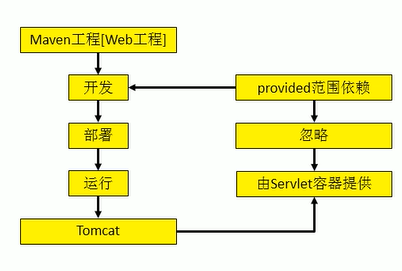 Maven工程[Web工程]
开发
provided范围依赖
部署
忽略
运行
由Servlet容器提供
Tomcat